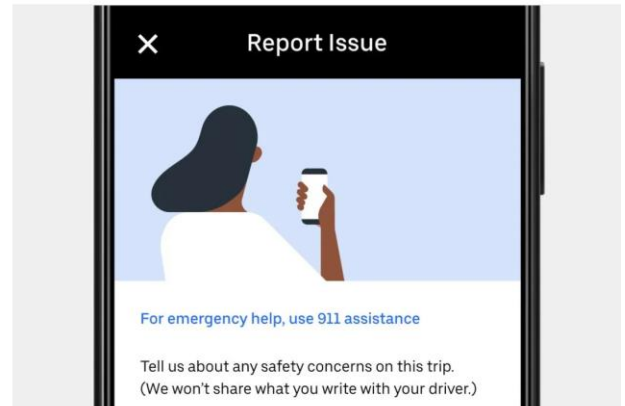 Report Issue
For emergency help, use 911 assistance
Tell us about any safety concerns on this trip.
(We won't share what you write with your driver.)